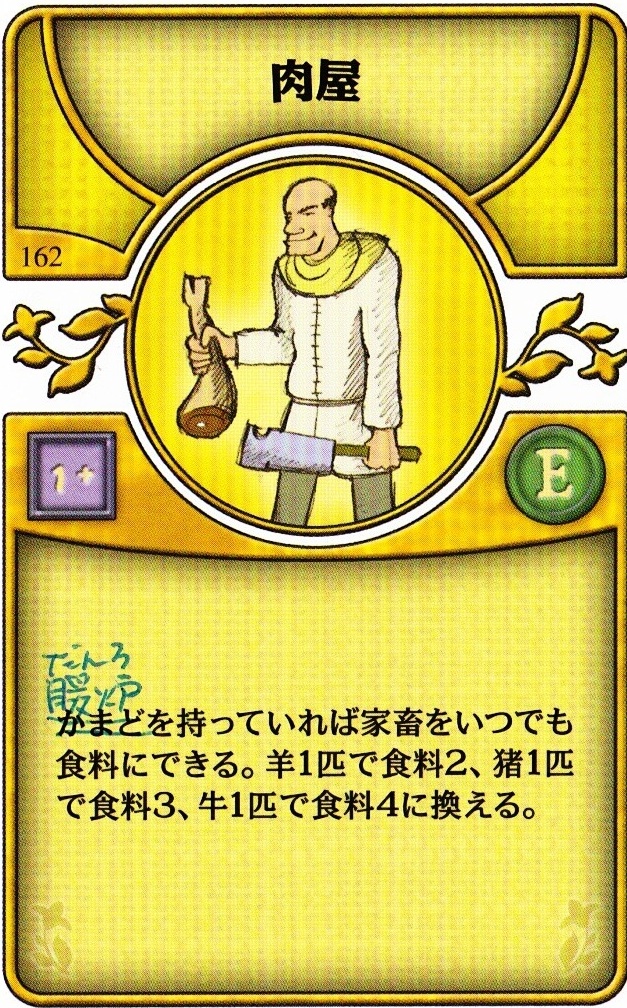 肉屋
162
1+
E
だんろ
暖炉
かまどを持っていれば家畜をいつでも
食料にできる。羊1匹で食料2、猪1匹
で食料3、牛1匹で食料4に換える。